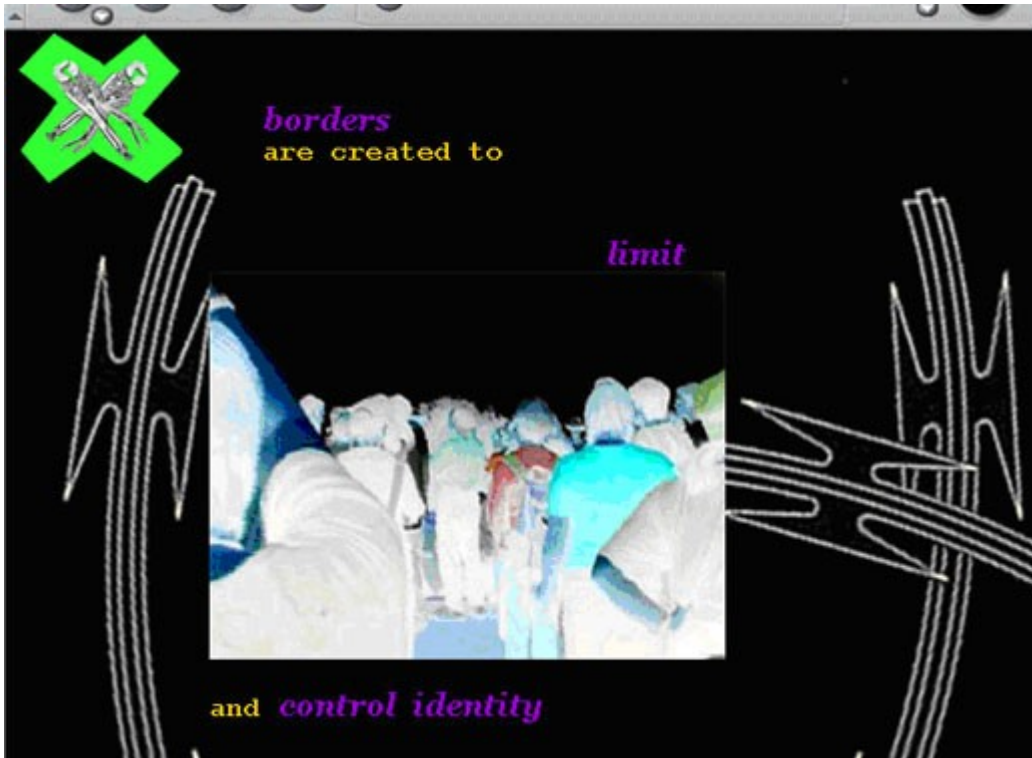 borders
are created to
limit
and control identity